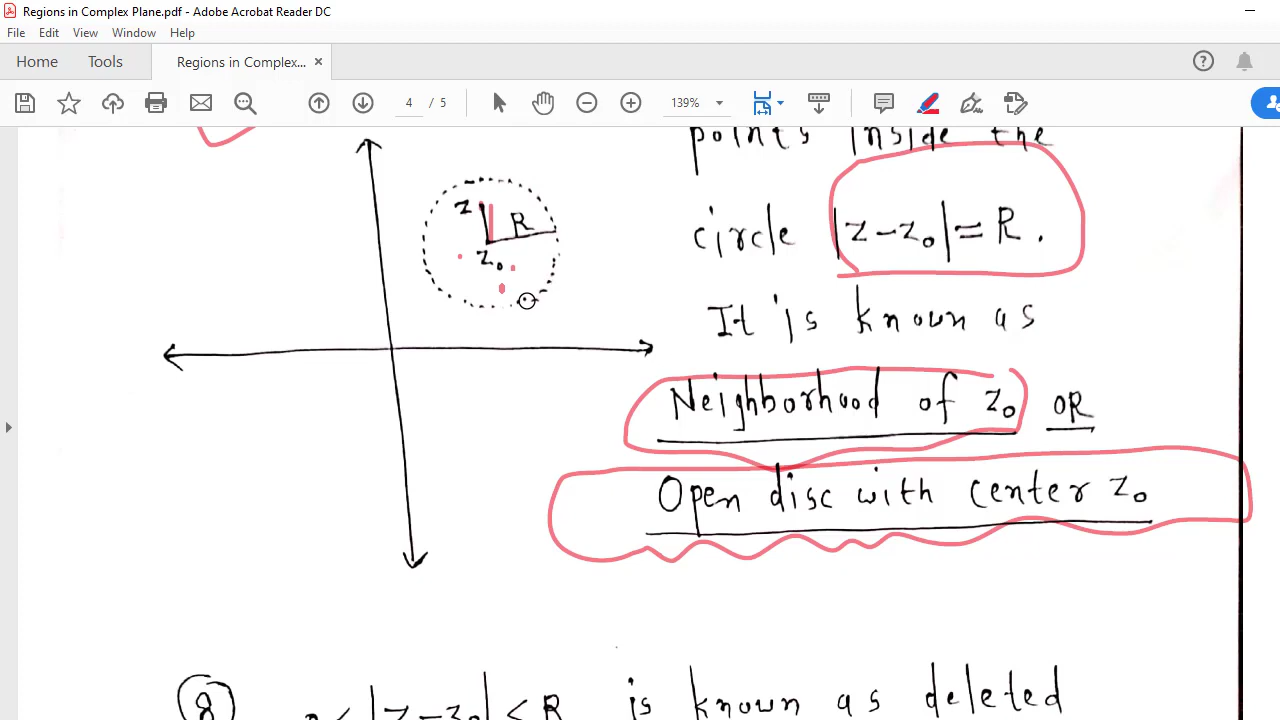 Regions in Complex Plane.pdf - Adobe Acrobat Reader DC
File Edit View Window Help
Home Tools Regions in Complex... ×
4 / 5 139%
points inside the
circle |z-z₀|=R.
It is known as
Neighborhood of z₀ OR
Open disc with center z₀
z R
z₀
8 0< |z-z₀| <R is known as deleted